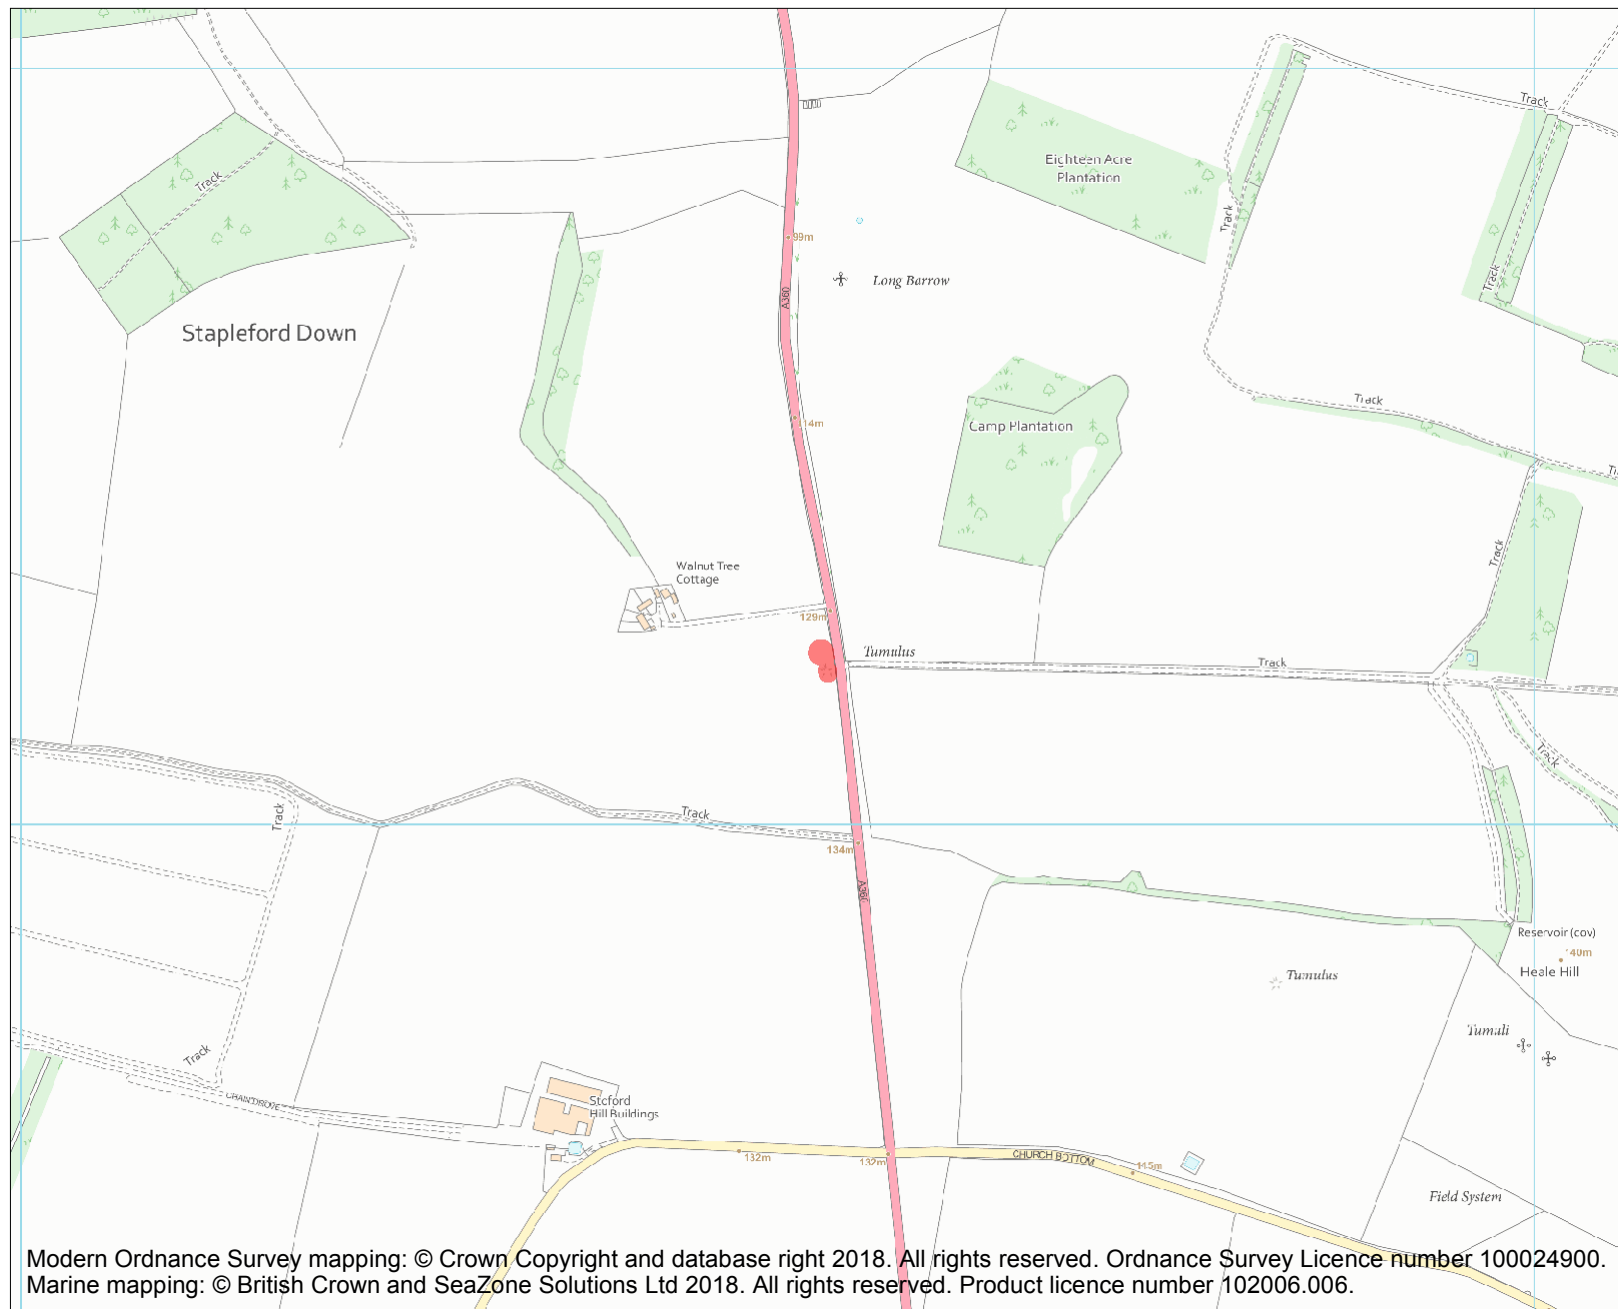 Track
Track
Eighteen Acre
Plantation
Track
Track
99m
Long Barrow
Track
A360
Stapleford Down
Track
14m
Camp Plantation
Track
Walnut Tree
Cottage
129m
Tumulus
Track
Track
Track
Track
134m
A360
Reservoir (cov)
Tumulus
Heale Hill
Tumuli
Track
Stoford
Hill Buildings
132m
132m
CHURCH BOTTOM
115m
Field System
Modern Ordnance Survey mapping: © Crown Copyright and database right 2018. All rights reserved. Ordnance Survey Licence number 100024900.
Marine mapping: © British Crown and SeaZone Solutions Ltd 2018. All rights reserved. Product licence number 102006.006.